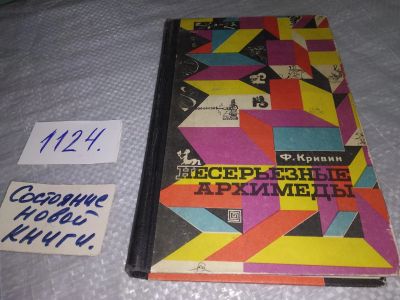 1124.
Состояние
новой
книги.
Ф. Кривин
НЕСЕРЬЕЗНЫЕ
АРХИМЕДЫ